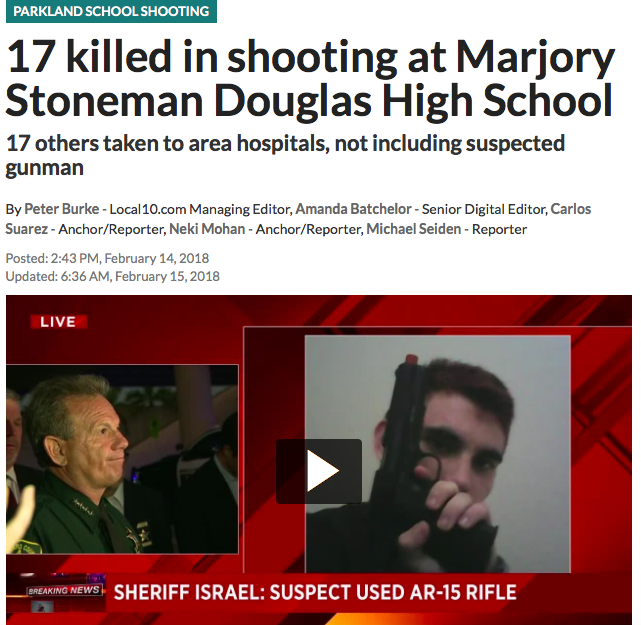 PARKLAND SCHOOL SHOOTING
17 killed in shooting at Marjory
Stoneman Douglas High School
17 others taken to area hospitals, not including suspected
gunman
By Peter Burke - Local10.com Managing Editor, Amanda Batchelor - Senior Digital Editor, Carlos
Suarez - Anchor/Reporter, Neki Mohan - Anchor/Reporter, Michael Seiden - Reporter
Posted: 2:43 PM, February 14, 2018
Updated: 6:36 AM, February 15, 2018
LIVE
BREAKING NEWS
SHERIFF ISRAEL: SUSPECT USED AR-15 RIFLE